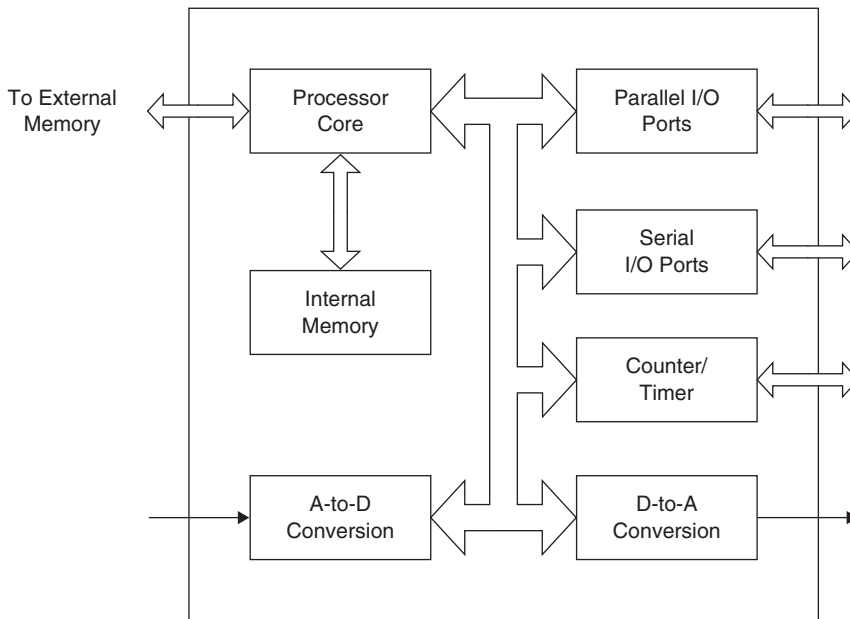 To External
Memory
Processor
Core
Parallel I/O
Ports
Serial
I/O Ports
Internal
Memory
Counter/
Timer
A-to-D
Conversion
D-to-A
Conversion